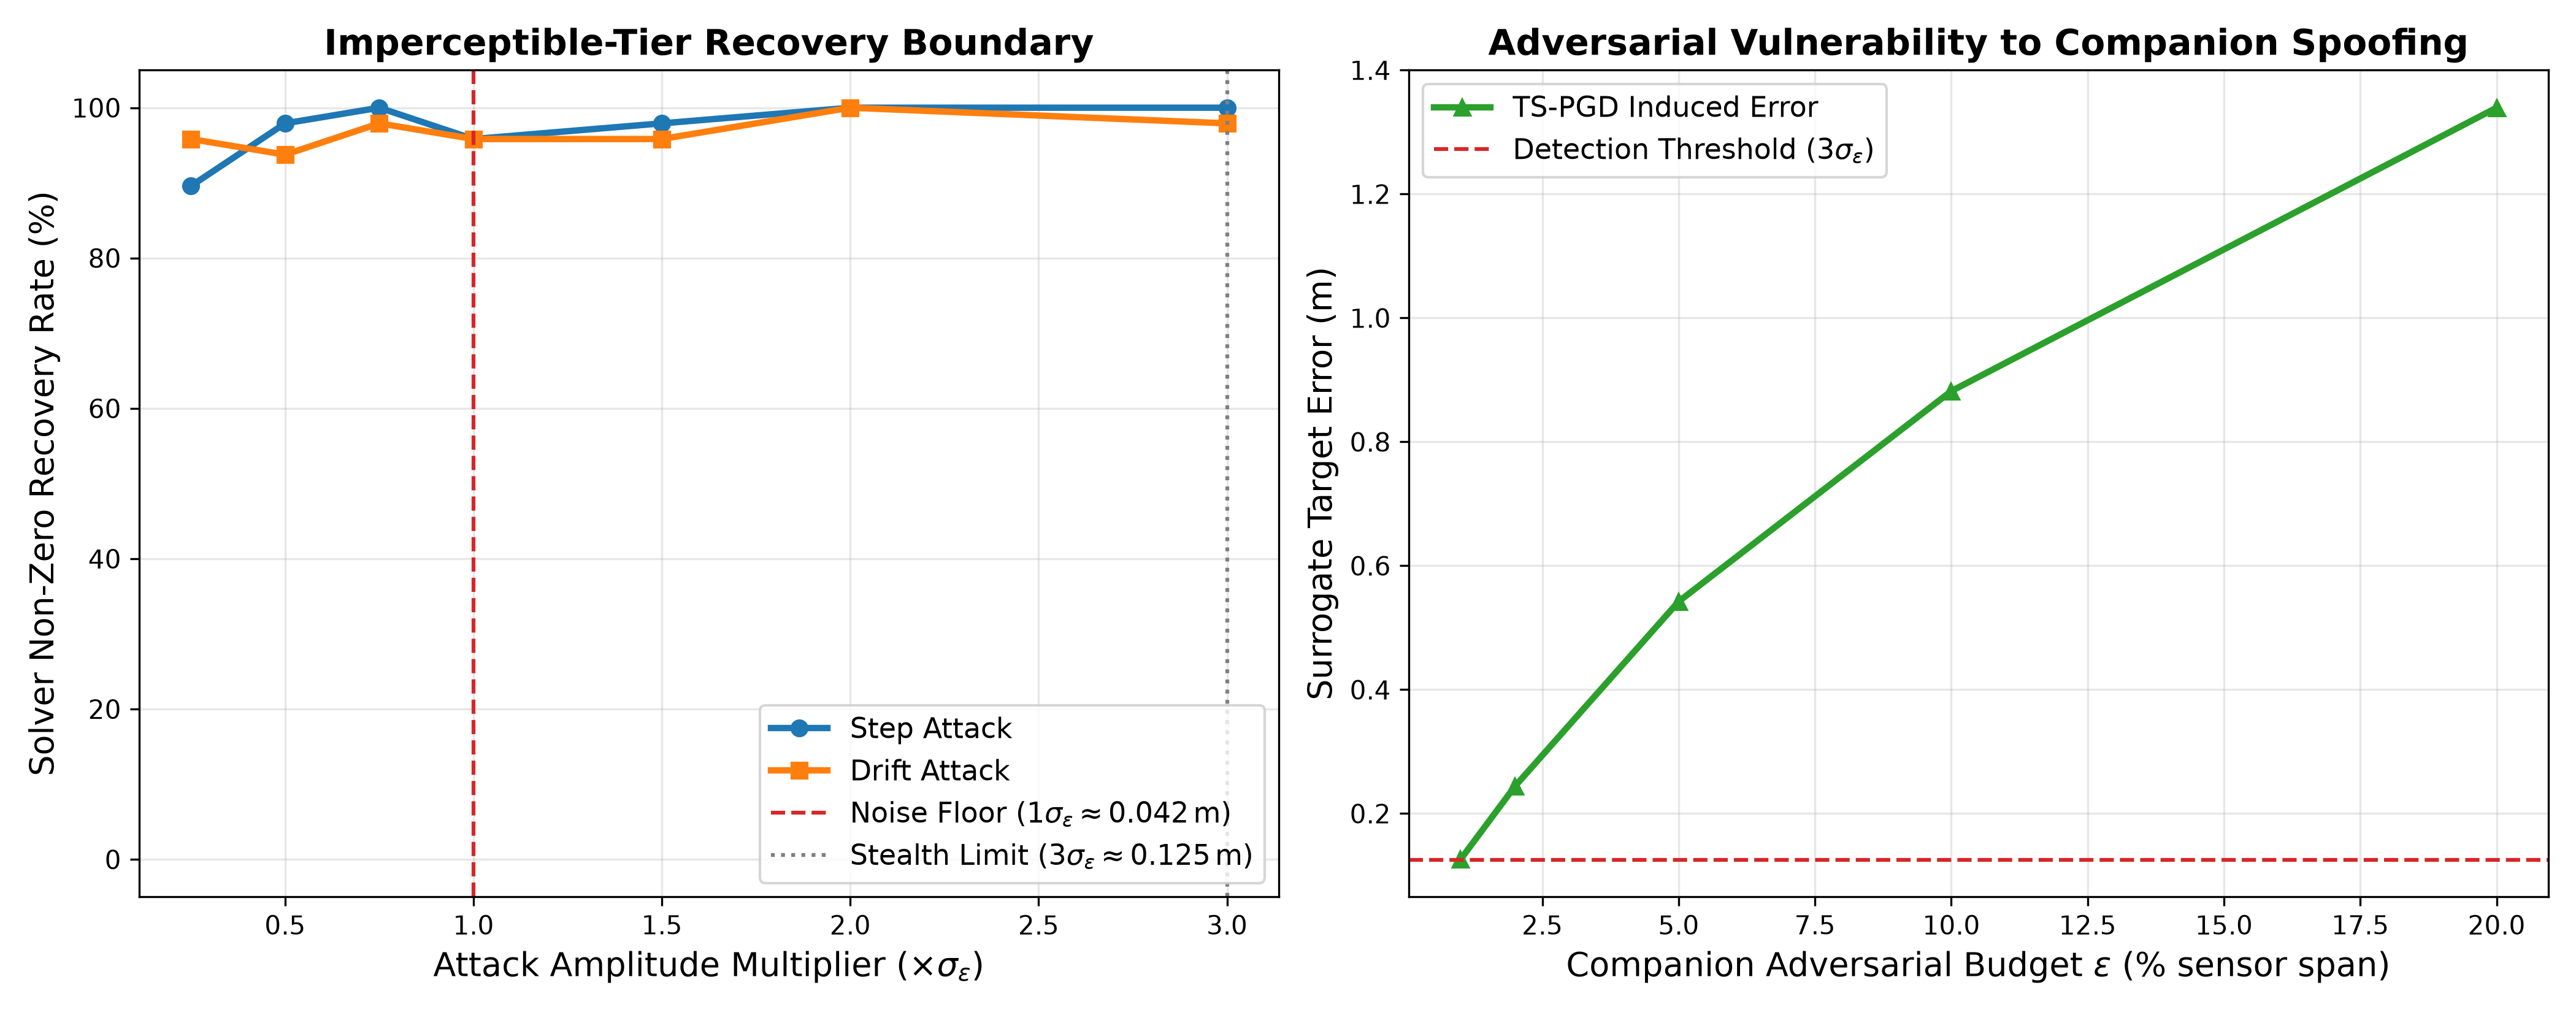 Imperceptible-Tier Recovery Boundary
Solver Non-Zero Recovery Rate (%)
100
80
60
40
20
0
Step Attack
Drift Attack
Noise Floor (1σ_ε ≈ 0.042 m)
Stealth Limit (3σ_ε ≈ 0.125 m)
0.5 1.0 1.5 2.0 2.5 3.0
Attack Amplitude Multiplier (×σ_ε)
Adversarial Vulnerability to Companion Spoofing
Surrogate Target Error (m)
1.4
1.2
1.0
0.8
0.6
0.4
0.2
TS-PGD Induced Error
Detection Threshold (3σ_ε)
2.5 5.0 7.5 10.0 12.5 15.0 17.5 20.0
Companion Adversarial Budget ε (% sensor span)